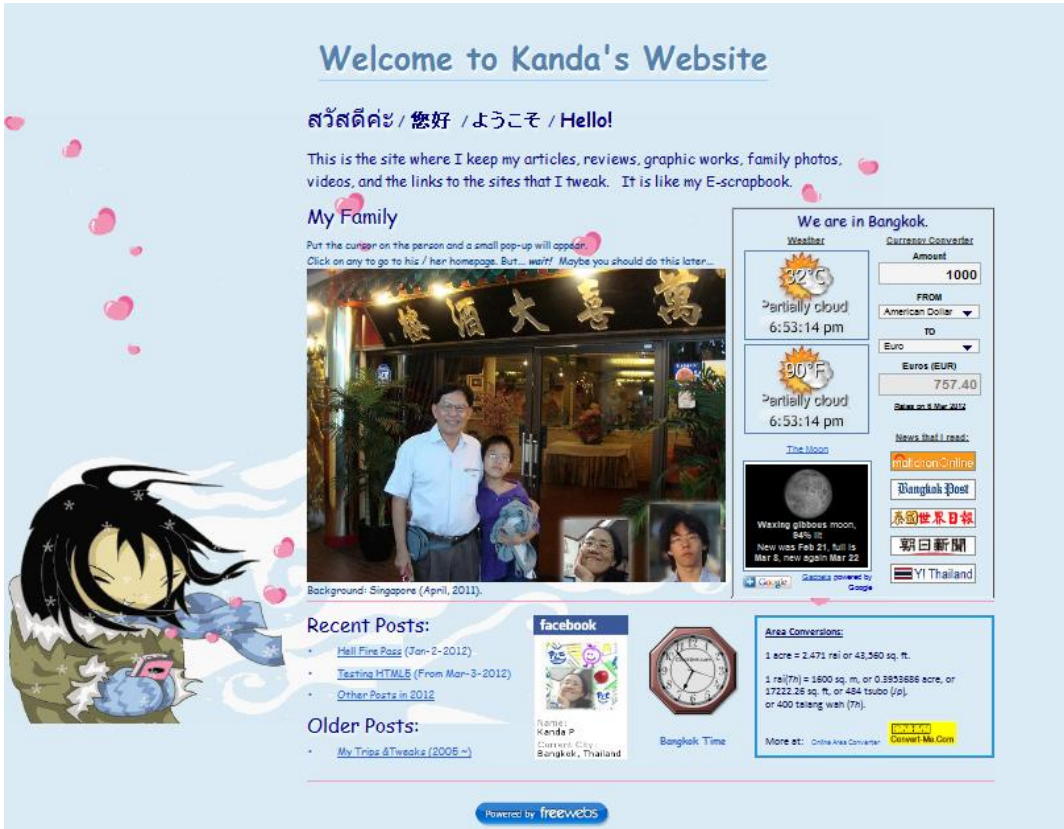 Welcome to Kanda's Website
สวัสดีค่ะ / 您好 / ようこそ / Hello!
This is the site where I keep my articles, reviews, graphic works, family photos,
videos, and the links to the sites that I tweak. It is like my E-scrapbook.
My Family
Put the cursor on the person and a small pop-up will appear.
Click on any to go to his / her homepage. But... wait! Maybe you should do this later...
樓酒大喜萬
Background: Singapore (April, 2011).
We are in Bangkok.
Weather
32°C
Partially cloud
6:53:14 pm
90°F
Partially cloud
6:53:14 pm
The Moon
Waxing gibbous moon,
94% lit
New was Feb 21, full is
Mar 8, new again Mar 22
Google
Gadgets powered by
Google
Currency Converter
Amount
1000
FROM
American Dollar
TO
Euro
Euros (EUR)
757.40
Rates on 6 Mar 2012
News that I read:
matichon Online
Bangkok Post
泰國世界日報
朝日新聞
Y! Thailand
Recent Posts:
Hell Fire Pass (Jan-2-2012)
Testing HTML5 (From Mar-3-2012)
Other Posts in 2012
Older Posts:
My Trips &Tweaks (2005 ~)
facebook
Name:
Kanda P
Current City:
Bangkok, Thailand
Bangkok Time
Area Conversions:
1 acre = 2.471 rai or 43,560 sq. ft.
1 rai(Th) = 1600 sq. m, or 0.3953686 acre, or
17222.26 sq. ft, or 484 tsubo (Jp),
or 400 talang wah (Th).
More at: Online Area Converter
Convert-Me.Com
Powered by freewebs